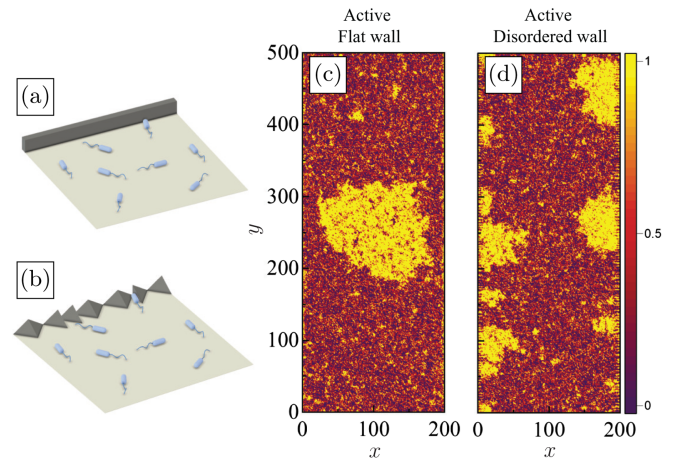 (a)
(b)
Active
Flat wall
(c)
500
400
300
200
100
0
y
0
100
200
x
Active
Disordered wall
(d)
0
100
200
x
1
0.5
0